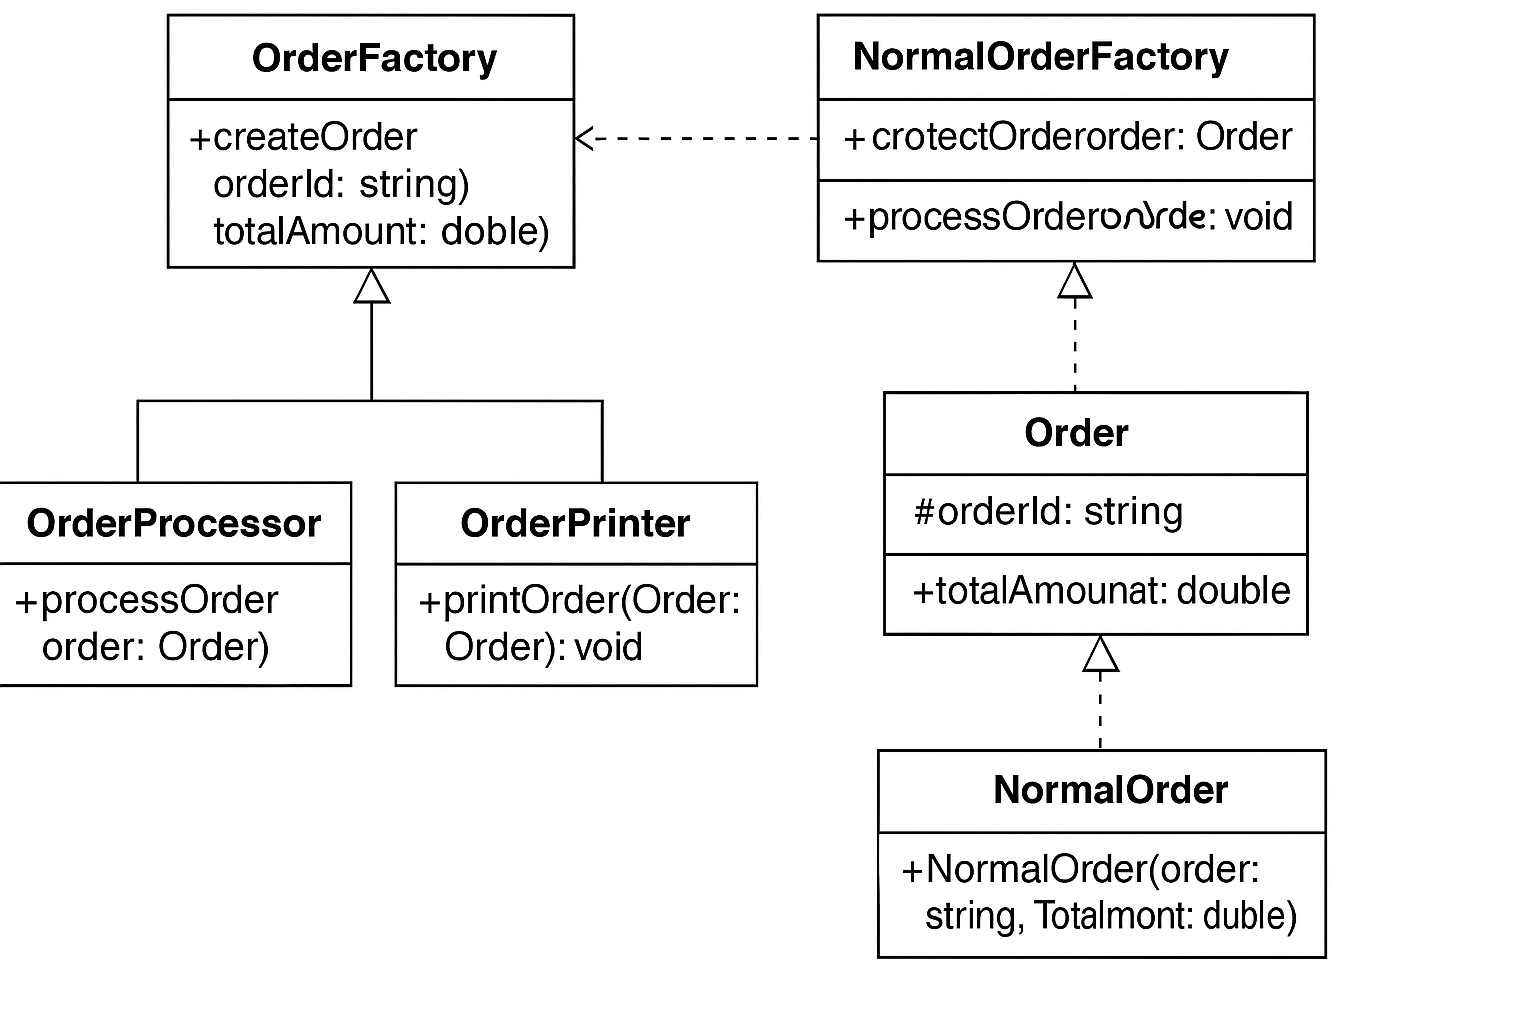 OrderFactory
+createOrder
orderId: string)
totalAmount: doble)
NormalOrderFactory
+ crotectOrderorder: Order
+processOrder : void
OrderProcessor
+processOrder
order: Order)
OrderPrinter
+printOrder(Order:
Order): void
Order
#orderId: string
+totalAmounat: double
NormalOrder
+NormalOrder(order:
string, Totalmont: duble)